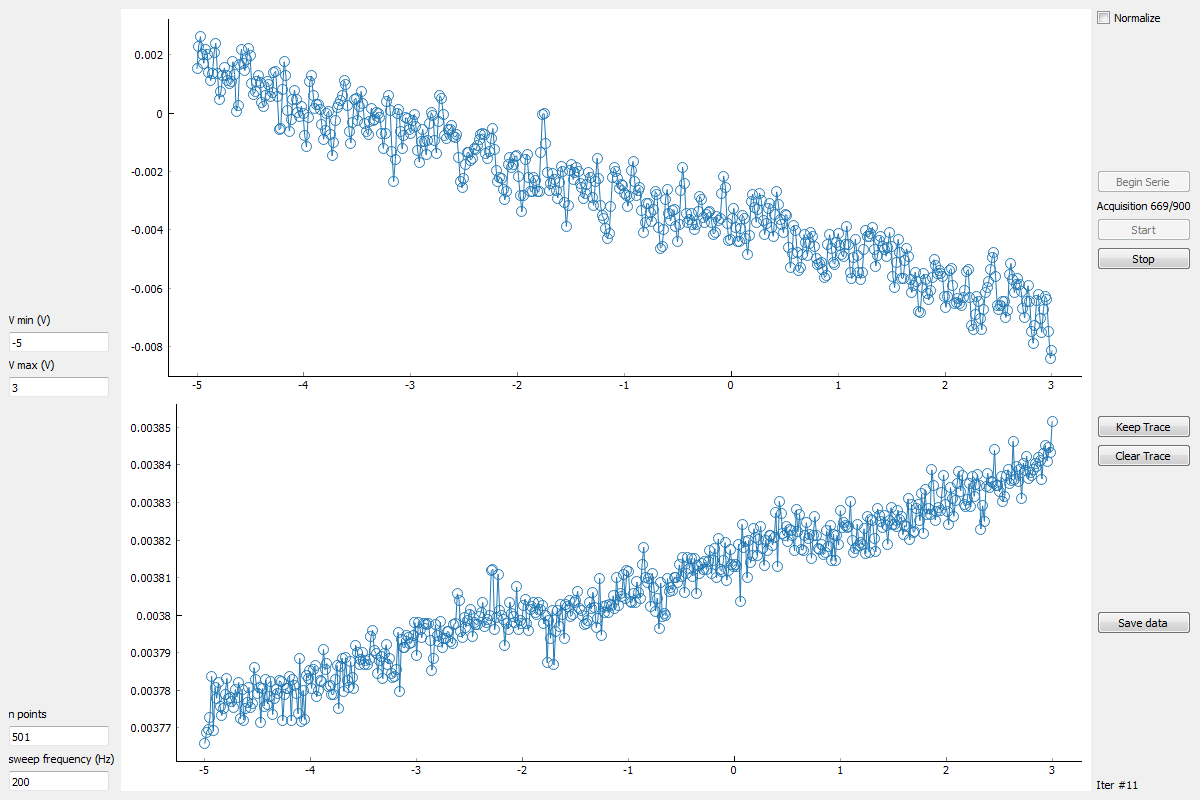 Normalize
Begin Serie
Acquisition 669/900
Start
Stop
V min (V)
-5
V max (V)
3
0.002
0
-0.002
-0.004
-0.006
-0.008
-5 -4 -3 -2 -1 0 1 2 3
Keep Trace
Clear Trace
0.00385
0.00384
0.00383
0.00382
0.00381
0.0038
0.00379
0.00378
0.00377
-5 -4 -3 -2 -1 0 1 2 3
Save data
n points
501
sweep frequency (Hz)
200
Iter #11